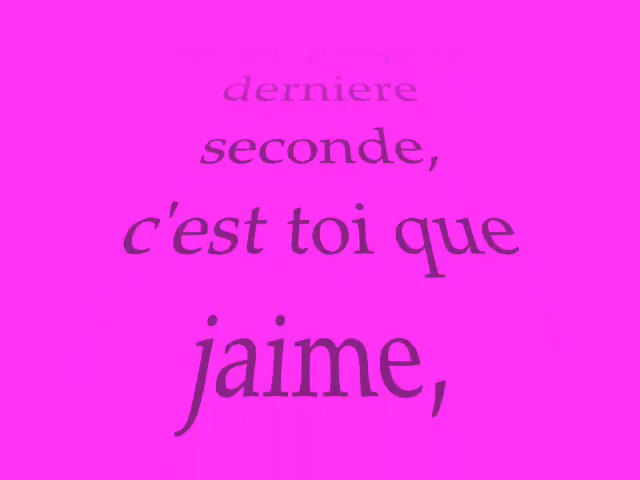 derniere
seconde,
c'est toi que
jaime,